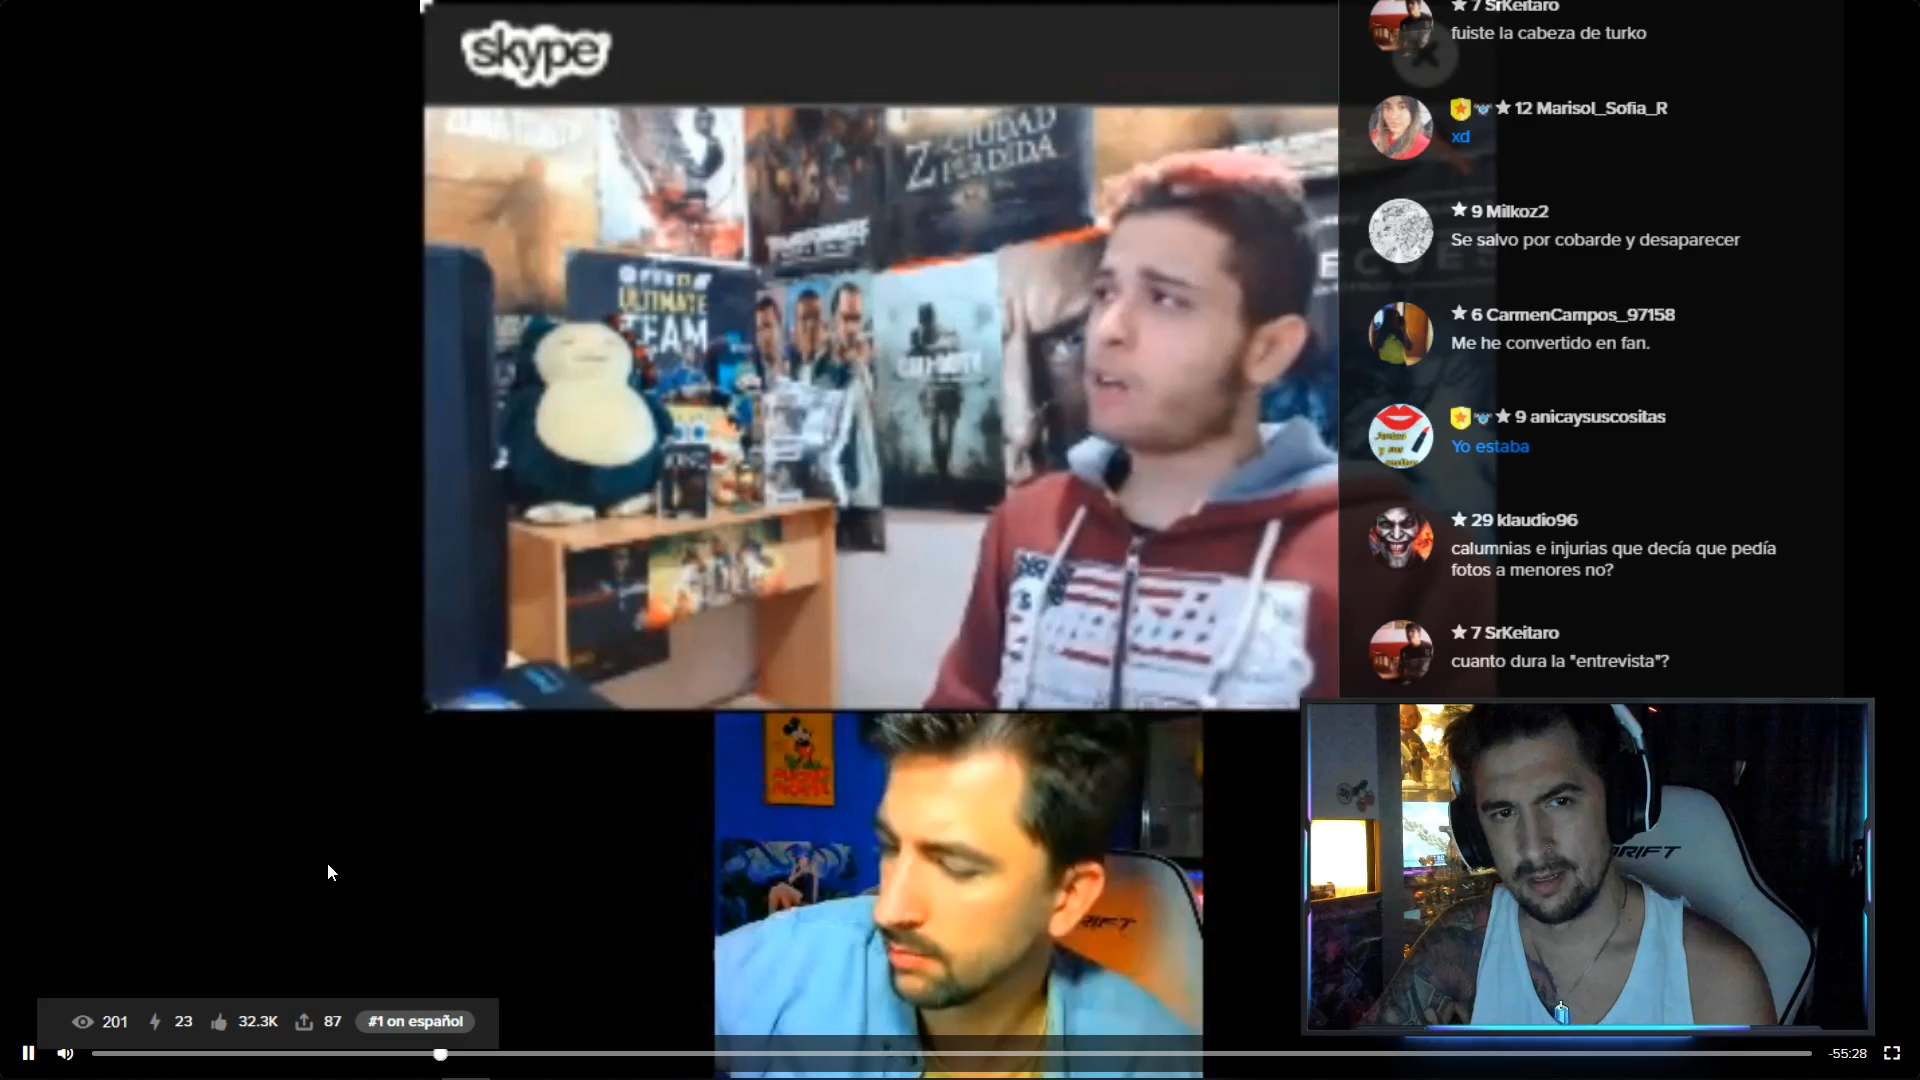 skype
Z CIUDAD
PERDIDA
ULTIMATE
TEAM
DRIFT
7 SrKeitaro
fuiste la cabeza de turko
12 Marisol_Sofia_R
xd
9 Milkoz2
Se salvo por cobarde y desaparecer
6 CarmenCampos_97158
Me he convertido en fan.
9 anicaysuscositas
Yo estaba
29 klaudio96
calumnias e injurias que decía que pedía
fotos a menores no?
7 SrKeitaro
cuanto dura la "entrevista"?
201 23 32.3K 87 #1 on español
-55:28